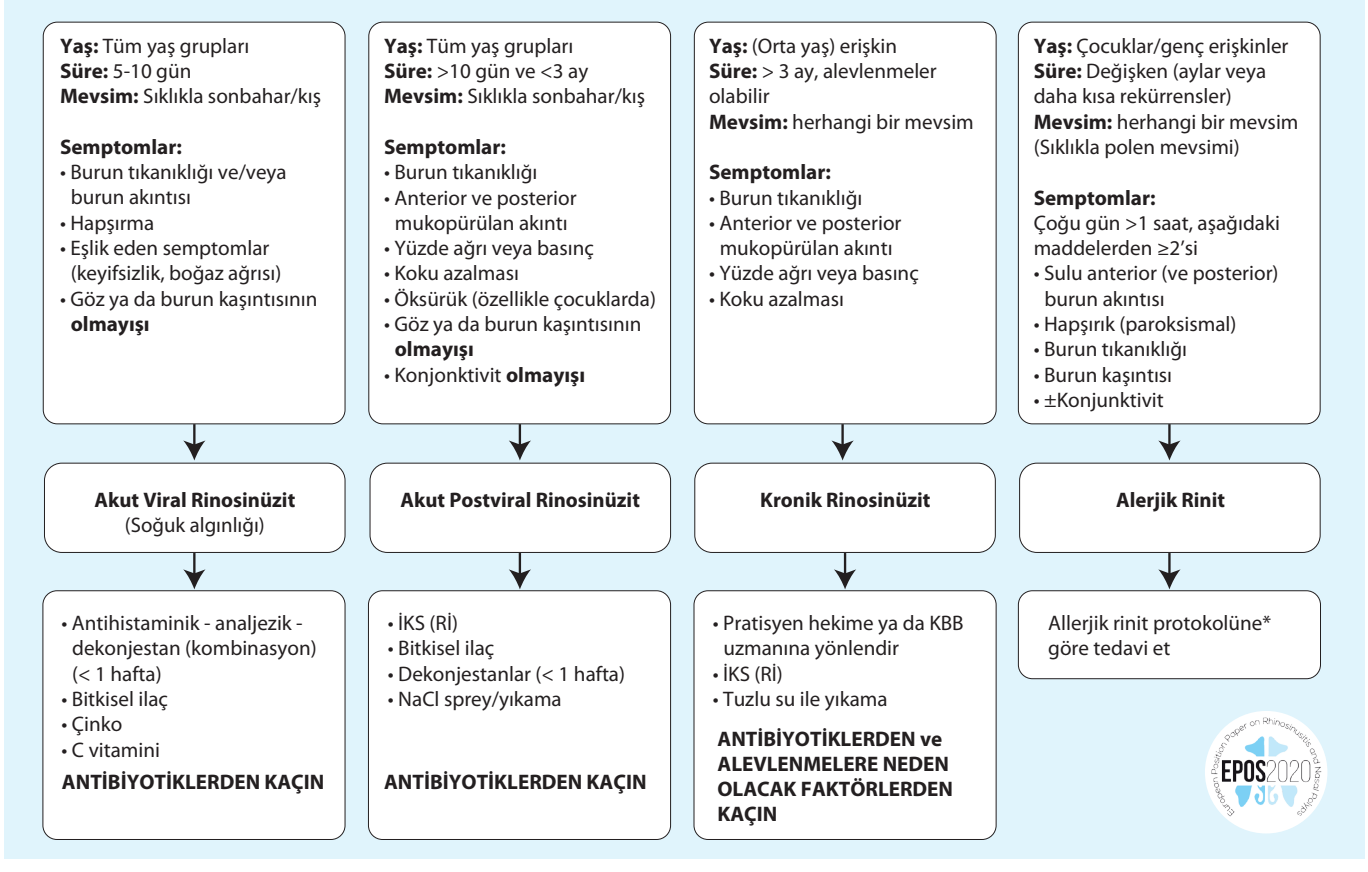 Yaş: Tüm yaş grupları
Süre: 5-10 gün
Mevsim: Sıklıkla sonbahar/kış
Semptomlar:
• Burun tıkanıklığı ve/veya
burun akıntısı
• Hapşırma
• Eşlik eden semptomlar
(keyifsizlik, boğaz ağrısı)
• Göz ya da burun kaşıntısının
olmayışı
Yaş: Tüm yaş grupları
Süre: >10 gün ve <3 ay
Mevsim: Sıklıkla sonbahar/kış
Semptomlar:
• Burun tıkanıklığı
• Anterior ve posterior
mukopürülan akıntı
• Yüzde ağrı veya basınç
• Koku azalması
• Öksürük (özellikle çocuklarda)
• Göz ya da burun kaşıntısının
olmayışı
• Konjonktivit olmayışı
Yaş: (Orta yaş) erişkin
Süre: > 3 ay, alevlenmeler
olabilir
Mevsim: herhangi bir mevsim
Semptomlar:
• Burun tıkanıklığı
• Anterior ve posterior
mukopürülan akıntı
• Yüzde ağrı veya basınç
• Koku azalması
Yaş: Çocuklar/genç erişkinler
Süre: Değişken (aylar veya
daha kısa rekürrensler)
Mevsim: herhangi bir mevsim
(Sıklıkla polen mevsimi)
Semptomlar:
Çoğu gün >1 saat, aşağıdaki
maddelerden ≥2'si
• Sulu anterior (ve posterior)
burun akıntısı
• Hapşırık (paroksismal)
• Burun tıkanıklığı
• Burun kaşıntısı
• ±Konjunktivit
Akut Viral Rinosinüzit
(Soğuk algınlığı)
Akut Postviral Rinosinüzit
Kronik Rinosinüzit
Alerjik Rinit
• Antihistaminik - analjezik -
dekonjestan (kombinasyon)
(< 1 hafta)
• Bitkisel ilaç
• Çinko
• C vitamini
ANTİBİYOTİKLERDEN KAÇIN
• İKS (Rİ)
• Bitkisel ilaç
• Dekonjestanlar (< 1 hafta)
• NaCl sprey/yıkama
ANTİBİYOTİKLERDEN KAÇIN
• Pratisyen hekime ya da KBB
uzmanına yönlendir
• İKS (Rİ)
• Tuzlu su ile yıkama
ANTİBİYOTİKLERDEN ve
ALEVLENMELERE NEDEN
OLACAK FAKTÖRLERDEN
KAÇIN
Allerjik rinit protokolüne*
göre tedavi et
European Position Paper on Rhinosinusitis and Nasal Polyps
EPOS2020